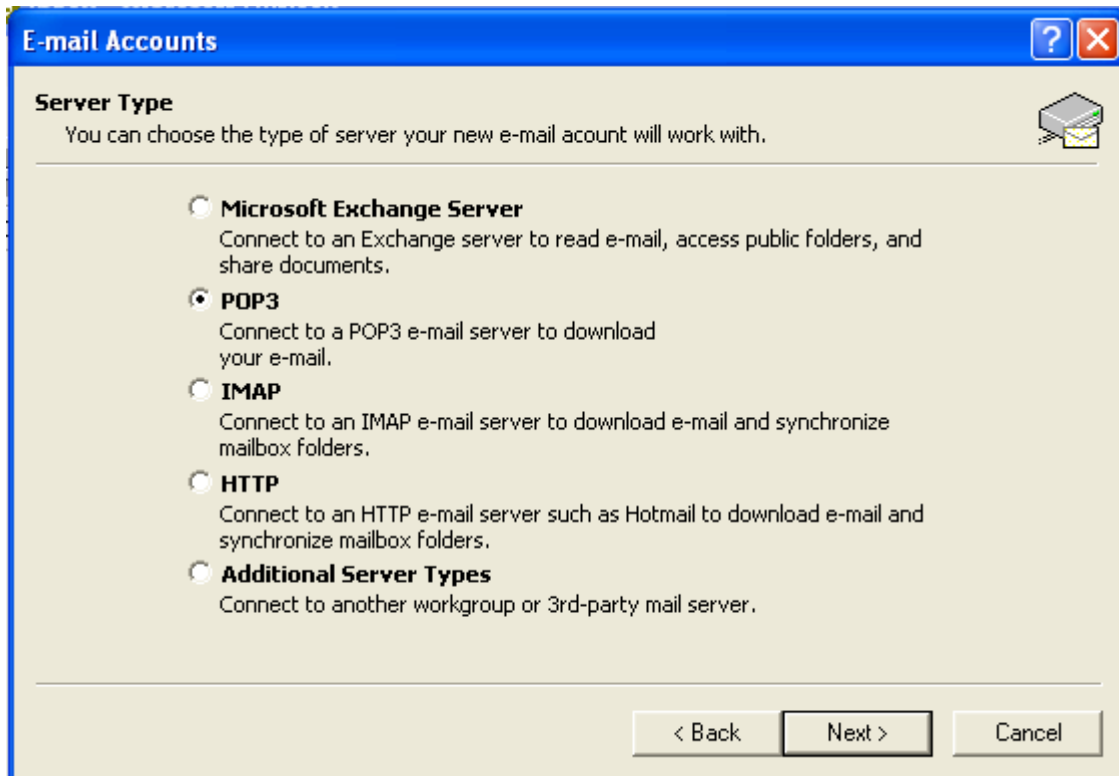 E-mail Accounts
?
Server Type
You can choose the type of server your new e-mail acount will work with.
Microsoft Exchange Server
Connect to an Exchange server to read e-mail, access public folders, and
share documents.
POP3
Connect to a POP3 e-mail server to download
your e-mail.
IMAP
Connect to an IMAP e-mail server to download e-mail and synchronize
mailbox folders.
HTTP
Connect to an HTTP e-mail server such as Hotmail to download e-mail and
synchronize mailbox folders.
Additional Server Types
Connect to another workgroup or 3rd-party mail server.
< Back Next > Cancel